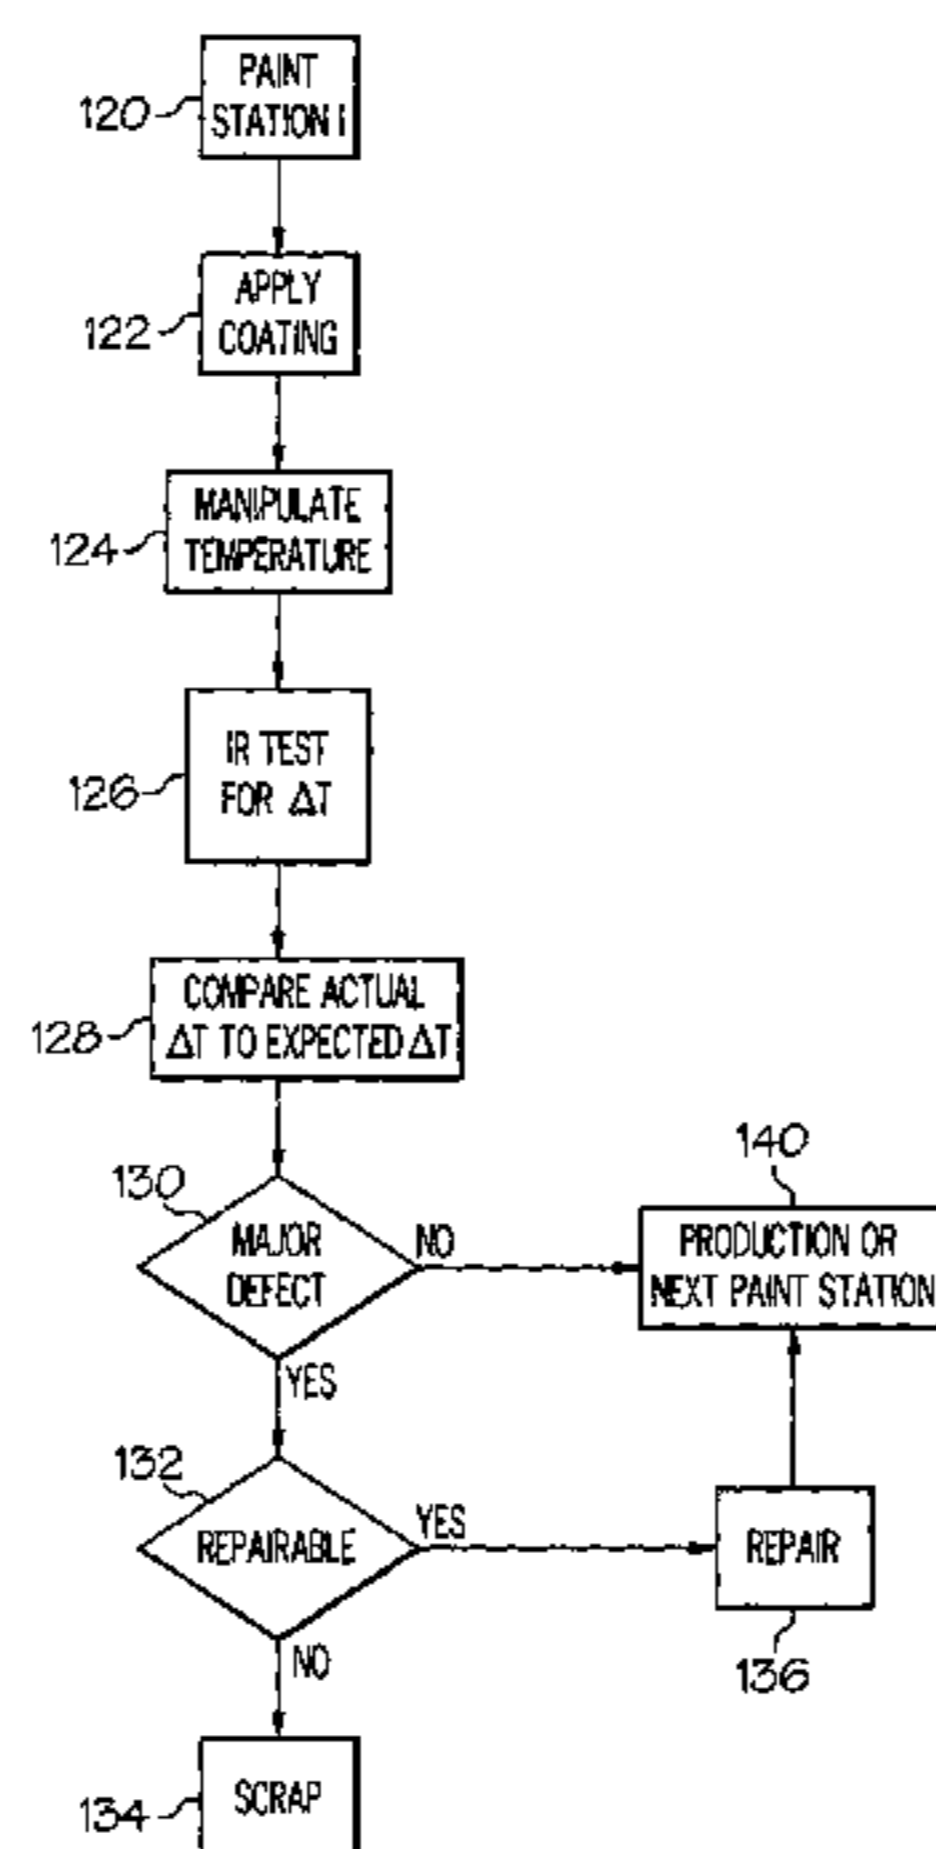 PAINT
STATION i
120
APPLY
COATING
122
MANIPULATE
TEMPERATURE
124
IR TEST
FOR ΔT
126
COMPARE ACTUAL
ΔT TO EXPECTED ΔT
128
130
MAJOR
DEFECT
NO
140
PRODUCTION OR
NEXT PAINT STATION
YES
132
REPAIRABLE
YES
REPAIR
136
NO
SCRAP
134